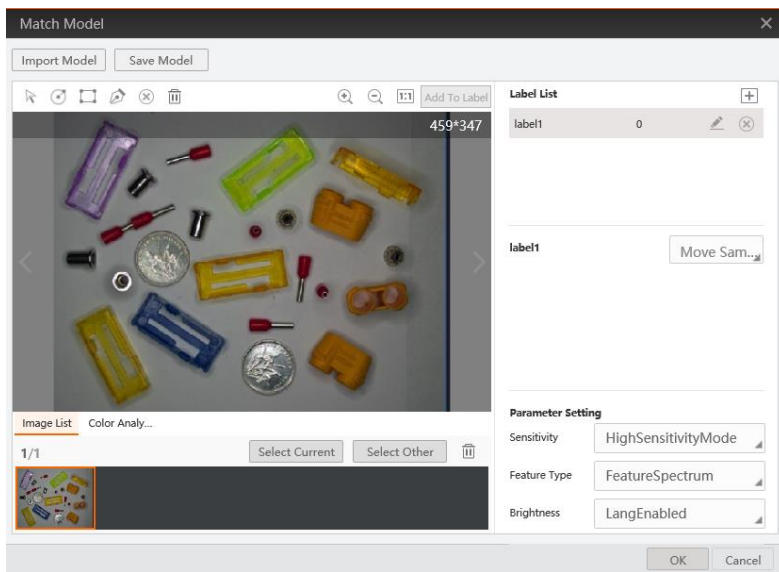 Match Model
Import Model Save Model
1:1 Add To Label
459*347
Label List
label1 0
label1 Move Sam...
Image List Color Analy...
1/1 Select Current Select Other
Parameter Setting
Sensitivity HighSensitivityMode
Feature Type FeatureSpectrum
Brightness LangEnabled
OK Cancel